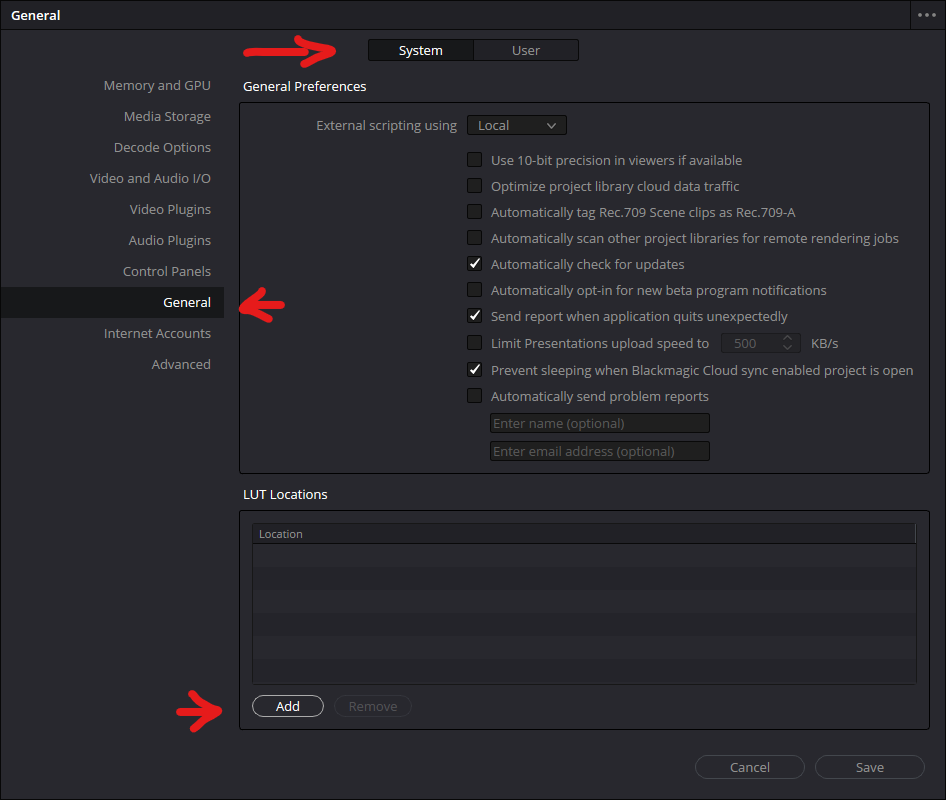 General
System User
Memory and GPU
Media Storage
Decode Options
Video and Audio I/O
Video Plugins
Audio Plugins
Control Panels
General
Internet Accounts
Advanced
General Preferences
External scripting using Local
Use 10-bit precision in viewers if available
Optimize project library cloud data traffic
Automatically tag Rec.709 Scene clips as Rec.709-A
Automatically scan other project libraries for remote rendering jobs
Automatically check for updates
Automatically opt-in for new beta program notifications
Send report when application quits unexpectedly
Limit Presentations upload speed to 500 KB/s
Prevent sleeping when Blackmagic Cloud sync enabled project is open
Automatically send problem reports
Enter name (optional)
Enter email address (optional)
LUT Locations
Location
Add Remove
Cancel Save